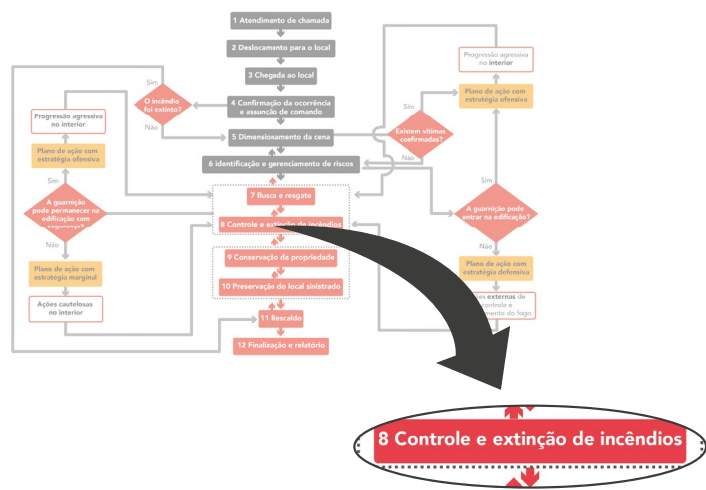 1 Atendimento de chamada
2 Deslocamento para o local
3 Chegada ao local
4 Confirmação da ocorrência
e assunção de comando
5 Dimensionamento da cena
6 identificação e gerenciamento de riscos
7 Busca e resgate
8 Controle e extinção de incêndios
9 Conservação da propriedade
10 Preservação do local sinistrado
11 Rescaldo
12 Finalização e relatório
Sim
O incêndio
foi extinto?
Não
Progressão agressiva
no interior
Plano de ação com
estratégia ofensiva
Sim
A guarnição
pode permanecer na
edificação com
Não
Plano de ação com
estratégia marginal
Ações cautelosas
no interior
Progressão agressiva
no interior
Plano de ação com
estratégia ofensiva
Sim
Existem vítimas
confirmadas?
Não
Sim
A guarnição pode
entrar na edificação?
Não
Plano de ação com
estratégia defensiva
externas de
controle e
do fogo
8 Controle e extinção de incêndios